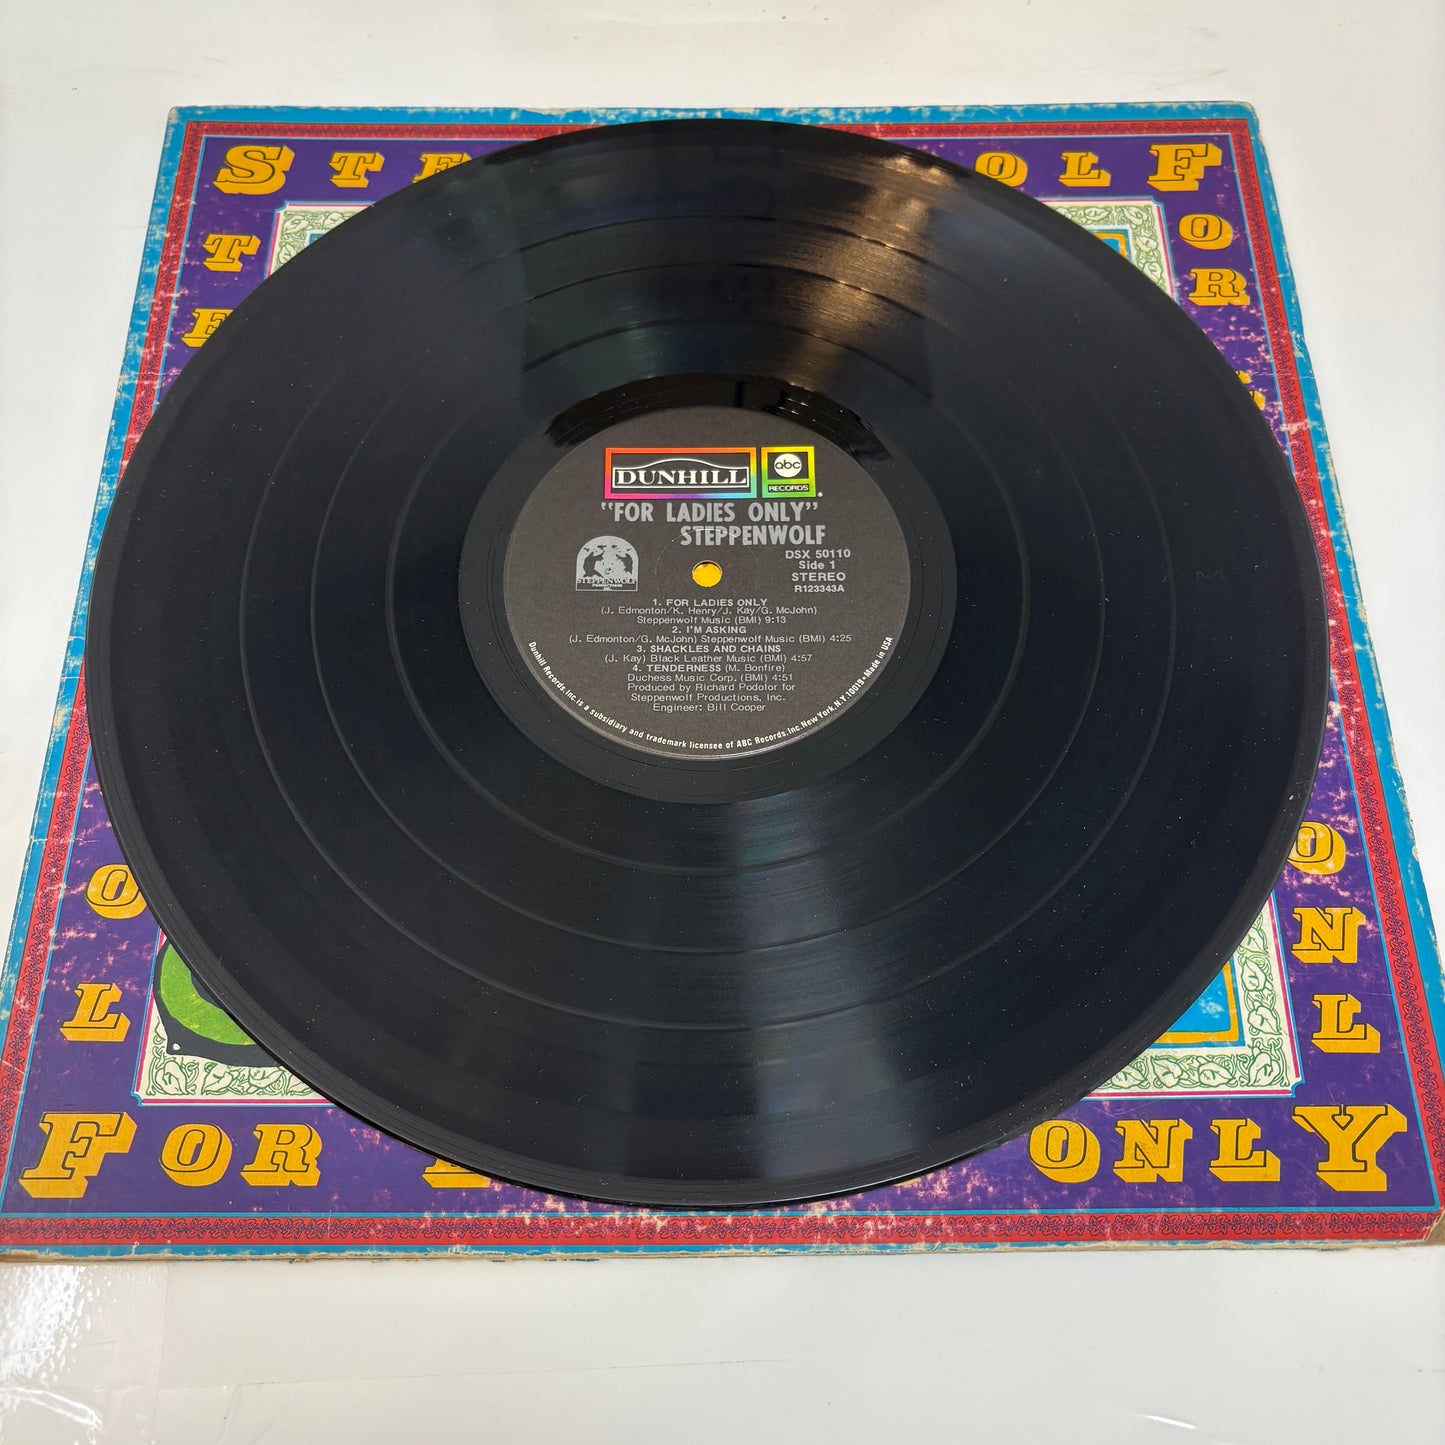 STE
OLF
T
E
O
R
DUNHILL
abc
RECORDS
"FOR LADIES ONLY"
STEPPENWOLF
DSX 50110
Side 1
STEREO
R123343A
STEPPENWOLF
PRODUCTIONS
INC.
1. FOR LADIES ONLY
(J. Edmonton/K. Henry/J. Kay/G. McJohn)
Steppenwolf Music (BMI) 9:13
2. I'M ASKING
(J. Edmonton/G. McJohn) Steppenwolf Music (BMI) 4:25
3. SHACKLES AND CHAINS
(J. Kay) Black Leather Music (BMI) 4:57
4. TENDERNESS (M. Bonfire)
Duchess Music Corp. (BMI) 4:51
Produced by Richard Podolor for
Steppenwolf Productions, Inc.
Engineer: Bill Cooper
Dunhill Records, Inc. is a subsidiary and trademark licensee of ABC Records, Inc. New York, N.Y. 10019 • Made in USA
O
L
O
N
L
FOR
ONLY